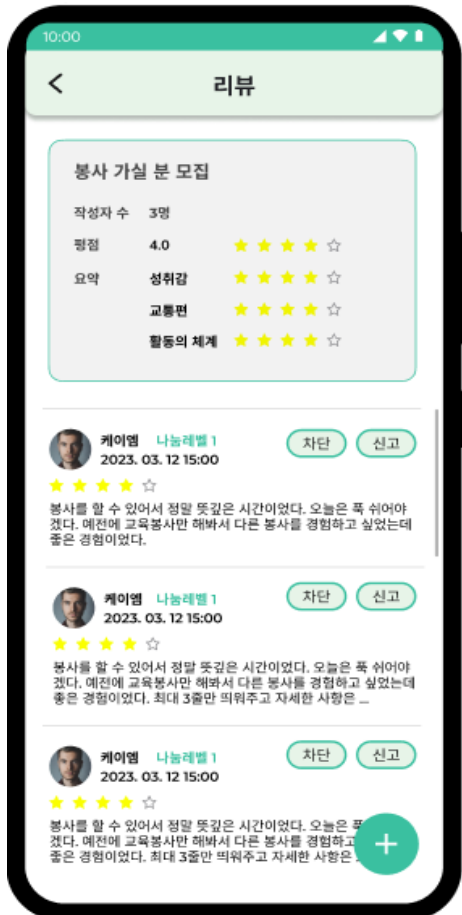 10:00
리뷰
봉사 가실 분 모집
작성자 수 3명
평점 4.0
요약 성취감
교통편
활동의 체계
케이엠 나눔레벨 1 차단 신고
2023. 03. 12 15:00
봉사를 할 수 있어서 정말 뜻깊은 시간이었다. 오늘은 푹 쉬어야
겠다. 예전에 교육봉사만 해봐서 다른 봉사를 경험하고 싶었는데
좋은 경험이었다.
케이엠 나눔레벨 1 차단 신고
2023. 03. 12 15:00
봉사를 할 수 있어서 정말 뜻깊은 시간이었다. 오늘은 푹 쉬어야
겠다. 예전에 교육봉사만 해봐서 다른 봉사를 경험하고 싶었는데
좋은 경험이었다. 최대 3줄만 띄워주고 자세한 사항은 ...
케이엠 나눔레벨 1 차단 신고
2023. 03. 12 15:00
봉사를 할 수 있어서 정말 뜻깊은 시간이었다. 오늘은
겠다. 예전에 교육봉사만 해봐서 다른 봉사를 경험하고
좋은 경험이었다. 최대 3줄만 띄워주고 자세한 사항은